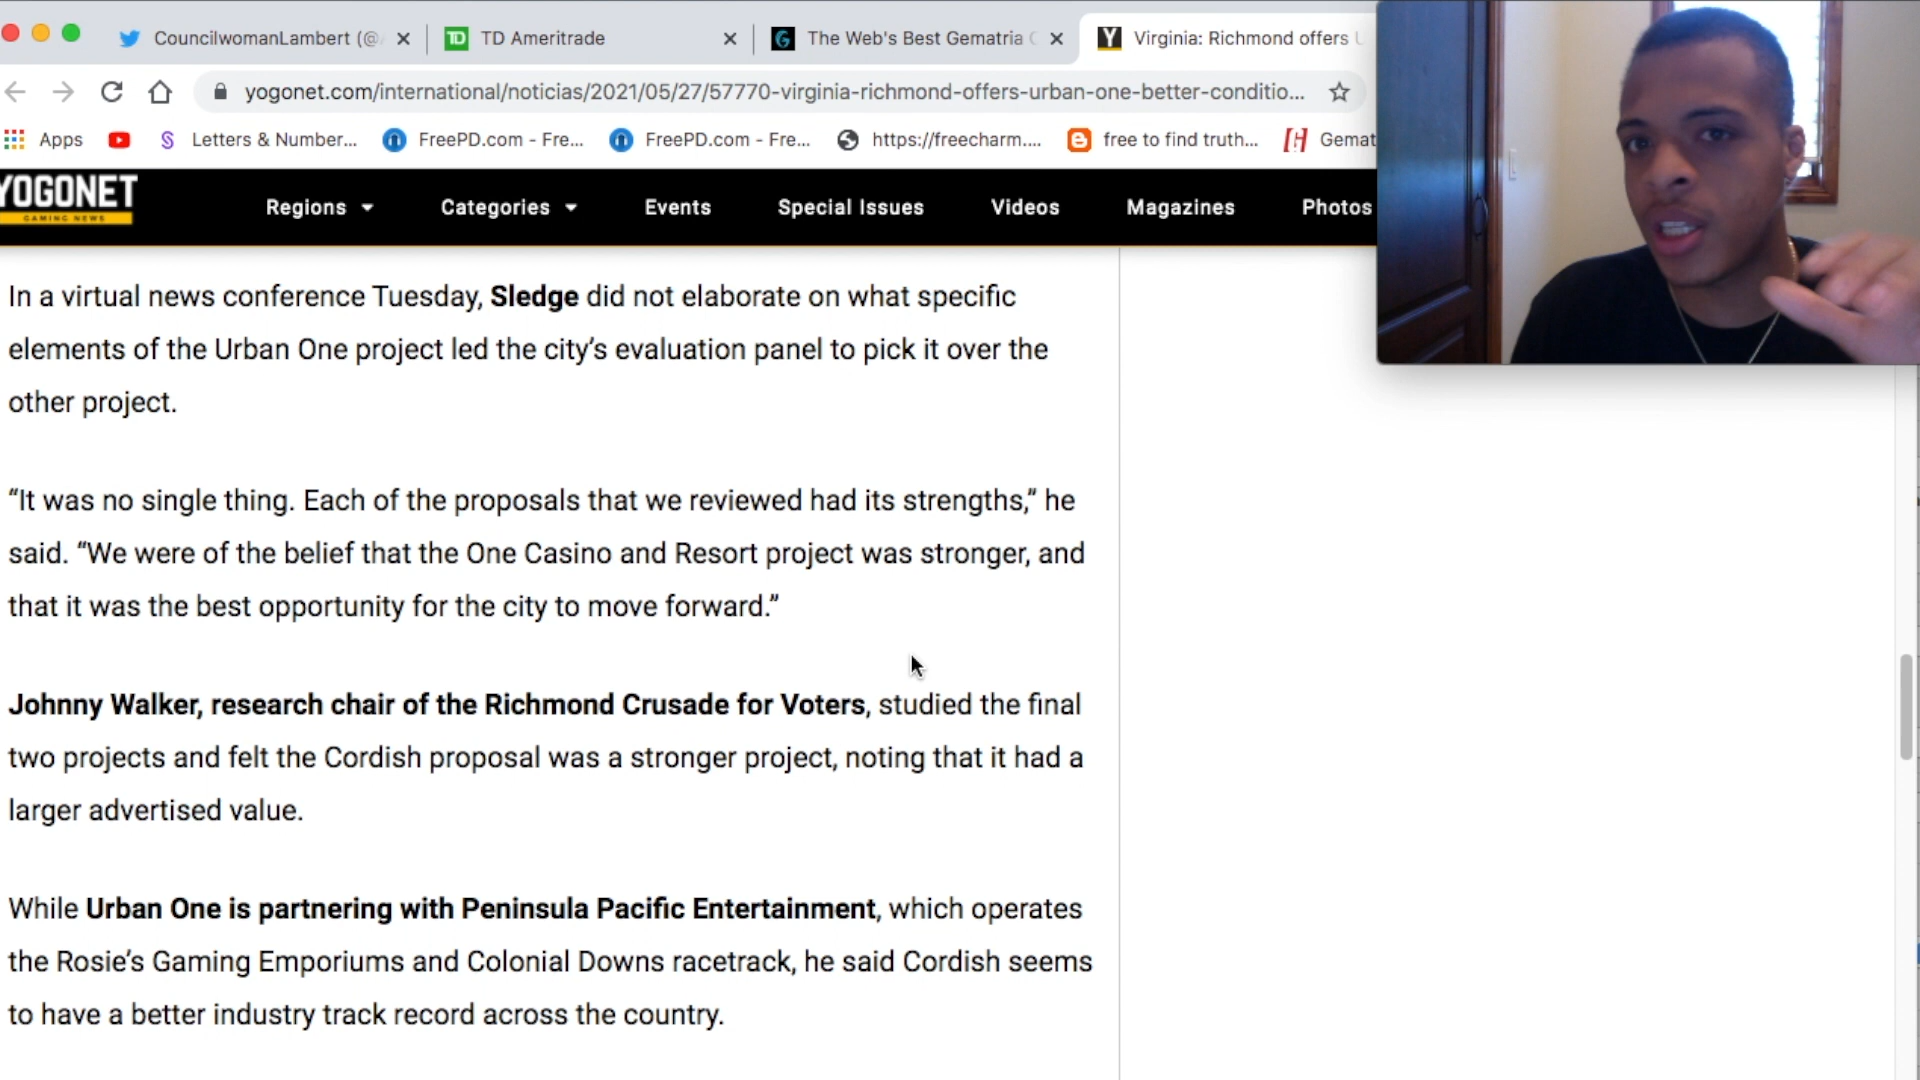 CouncilwomanLambert (@
TD Ameritrade
The Web's Best Gematria
Virginia: Richmond offers
yogonet.com/international/noticias/2021/05/27/57770-virginia-richmond-offers-urban-one-better-conditio...
Apps
Letters & Number...
FreePD.com - Fre...
FreePD.com - Fre...
https://freecharm....
free to find truth...
Gemat
YOGONET
GAMING NEWS
Regions
Categories
Events
Special Issues
Videos
Magazines
Photos
In a virtual news conference Tuesday, Sledge did not elaborate on what specific
elements of the Urban One project led the city’s evaluation panel to pick it over the
other project.
“It was no single thing. Each of the proposals that we reviewed had its strengths,” he
said. “We were of the belief that the One Casino and Resort project was stronger, and
that it was the best opportunity for the city to move forward.”
Johnny Walker, research chair of the Richmond Crusade for Voters, studied the final
two projects and felt the Cordish proposal was a stronger project, noting that it had a
larger advertised value.
While Urban One is partnering with Peninsula Pacific Entertainment, which operates
the Rosie’s Gaming Emporiums and Colonial Downs racetrack, he said Cordish seems
to have a better industry track record across the country.